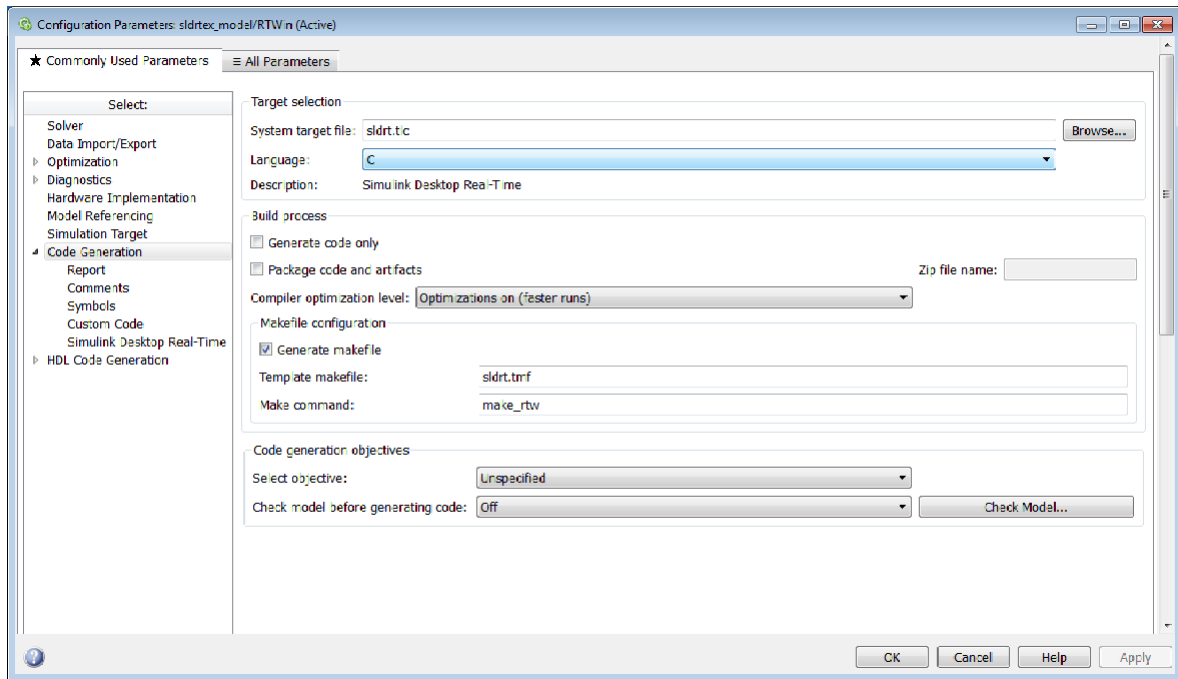 Configuration Parameters: sldrtex_model/RTWin (Active)
★ Commonly Used Parameters ≡ All Parameters
Select:
Solver
Data Import/Export
Optimization
Diagnostics
Hardware Implementation
Model Referencing
Simulation Target
Code Generation
Report
Comments
Symbols
Custom Code
Simulink Desktop Real-Time
HDL Code Generation
Target selection
System target file: sldrt.tlc Browse...
Language: C
Description: Simulink Desktop Real-Time
Build process
Generate code only
Package code and artifacts Zip file name:
Compiler optimization level: Optimizations on (faster runs)
Makefile configuration
Generate makefile
Template makefile: sldrt.tmf
Make command: make_rtw
Code generation objectives
Select objective: Unspecified
Check model before generating code: Off Check Model...
OK Cancel Help Apply